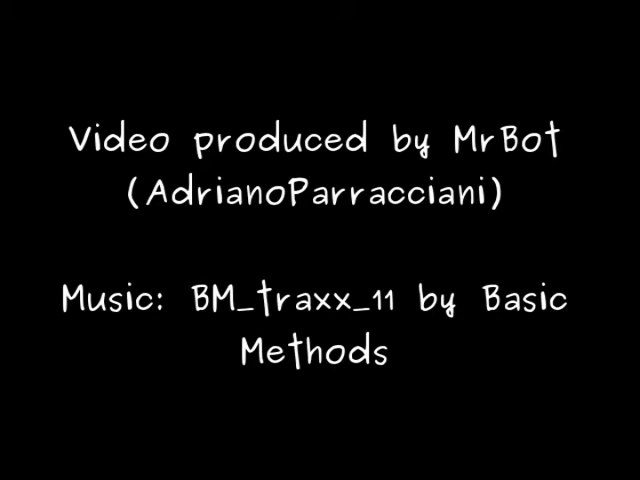 Video produced by MrBot
(AdrianoParracciani)
Music: BM_traxx_11 by Basic
Methods